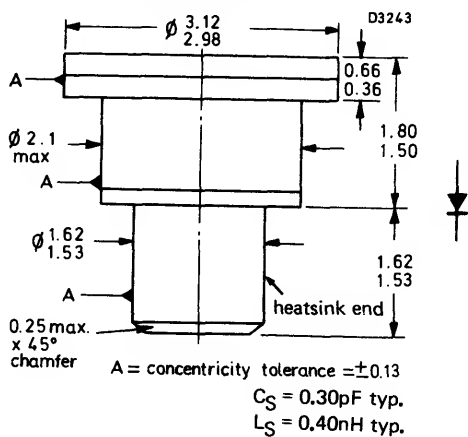 Ø 3.12
2.98
D3243
A
0.66
0.36
Ø 2.1
max
1.80
1.50
A
Ø 1.62
1.53
1.62
1.53
A
heatsink end
0.25 max.
x 45°
chamfer
A = concentricity tolerance = ±0.13
CS = 0.30pF typ.
LS = 0.40nH typ.